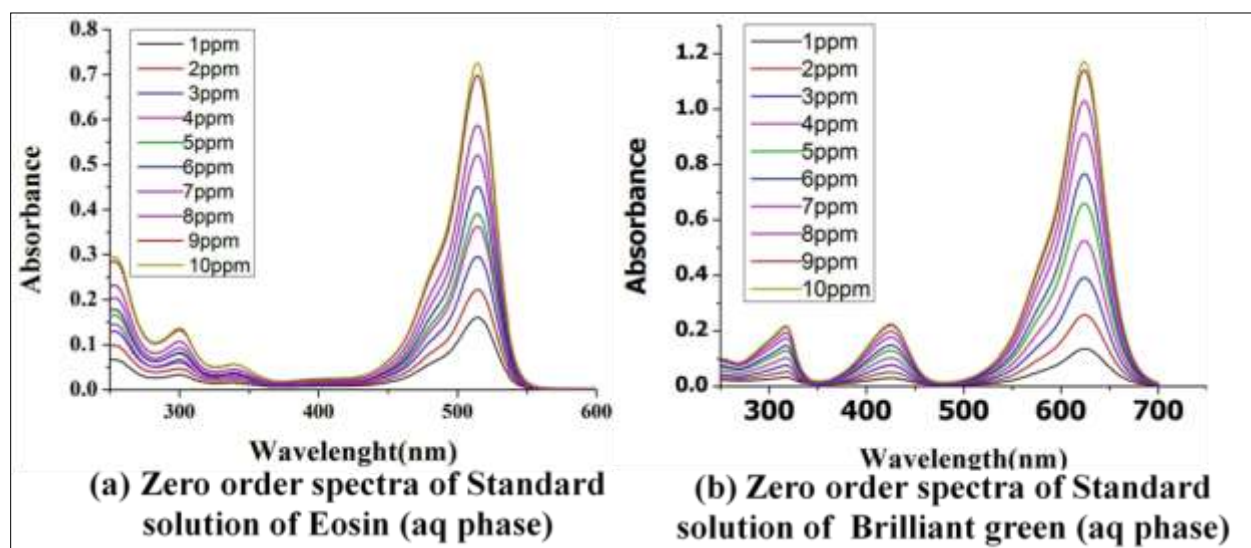 0.8
0.7
0.6
0.5
0.4
0.3
0.2
0.1
0.0
Absorbance
1ppm
2ppm
3ppm
4ppm
5ppm
6ppm
7ppm
8ppm
9ppm
10ppm
300
400
500
600
Wavelenght(nm)
(a) Zero order spectra of Standard
solution of Eosin (aq phase)
1.2
1.0
0.8
0.6
0.4
0.2
0.0
Absorbance
1ppm
2ppm
3ppm
4ppm
5ppm
6ppm
7ppm
8ppm
9ppm
10ppm
300
400
500
600
700
Wavelength(nm)
(b) Zero order spectra of Standard
solution of Brilliant green (aq phase)